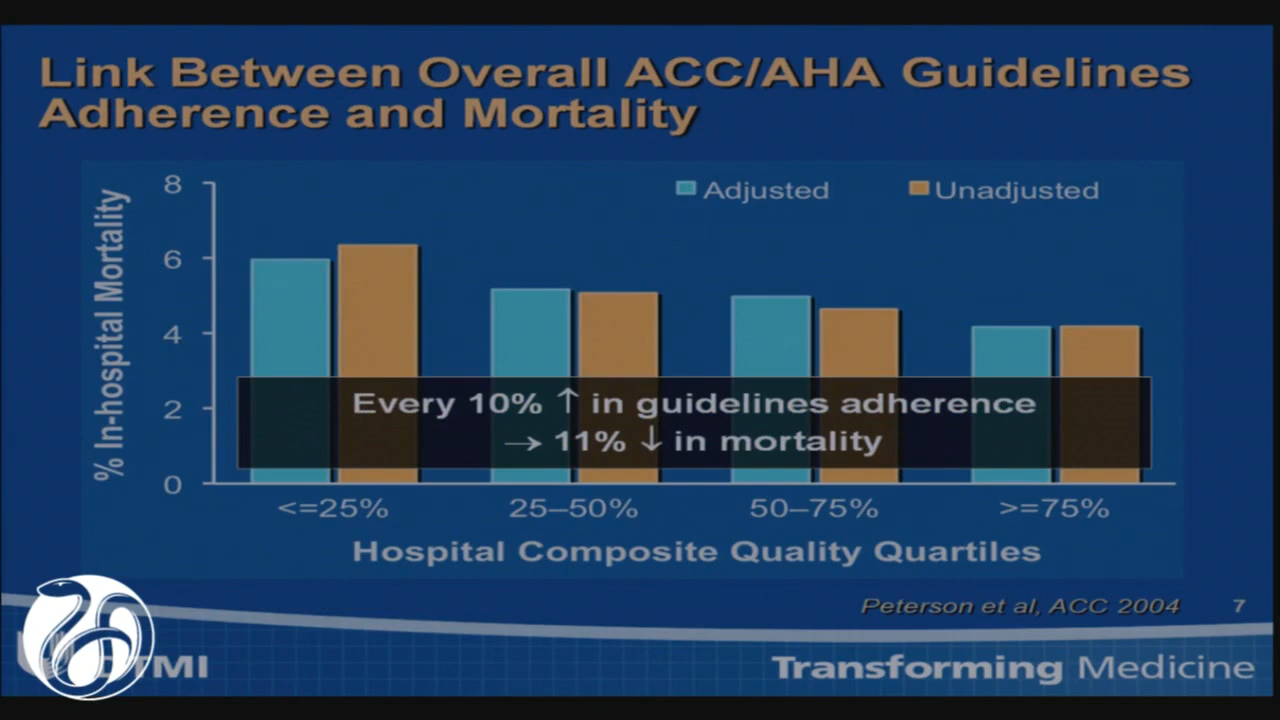 Link Between Overall ACC/AHA Guidelines
Adherence and Mortality
% In-hospital Mortality
8
6
4
2
0
Adjusted
Unadjusted
Every 10% ↑ in guidelines adherence
→ 11% ↓ in mortality
<=25%
25–50%
50–75%
>=75%
Hospital Composite Quality Quartiles
Peterson et al, ACC 2004
7
Transforming Medicine